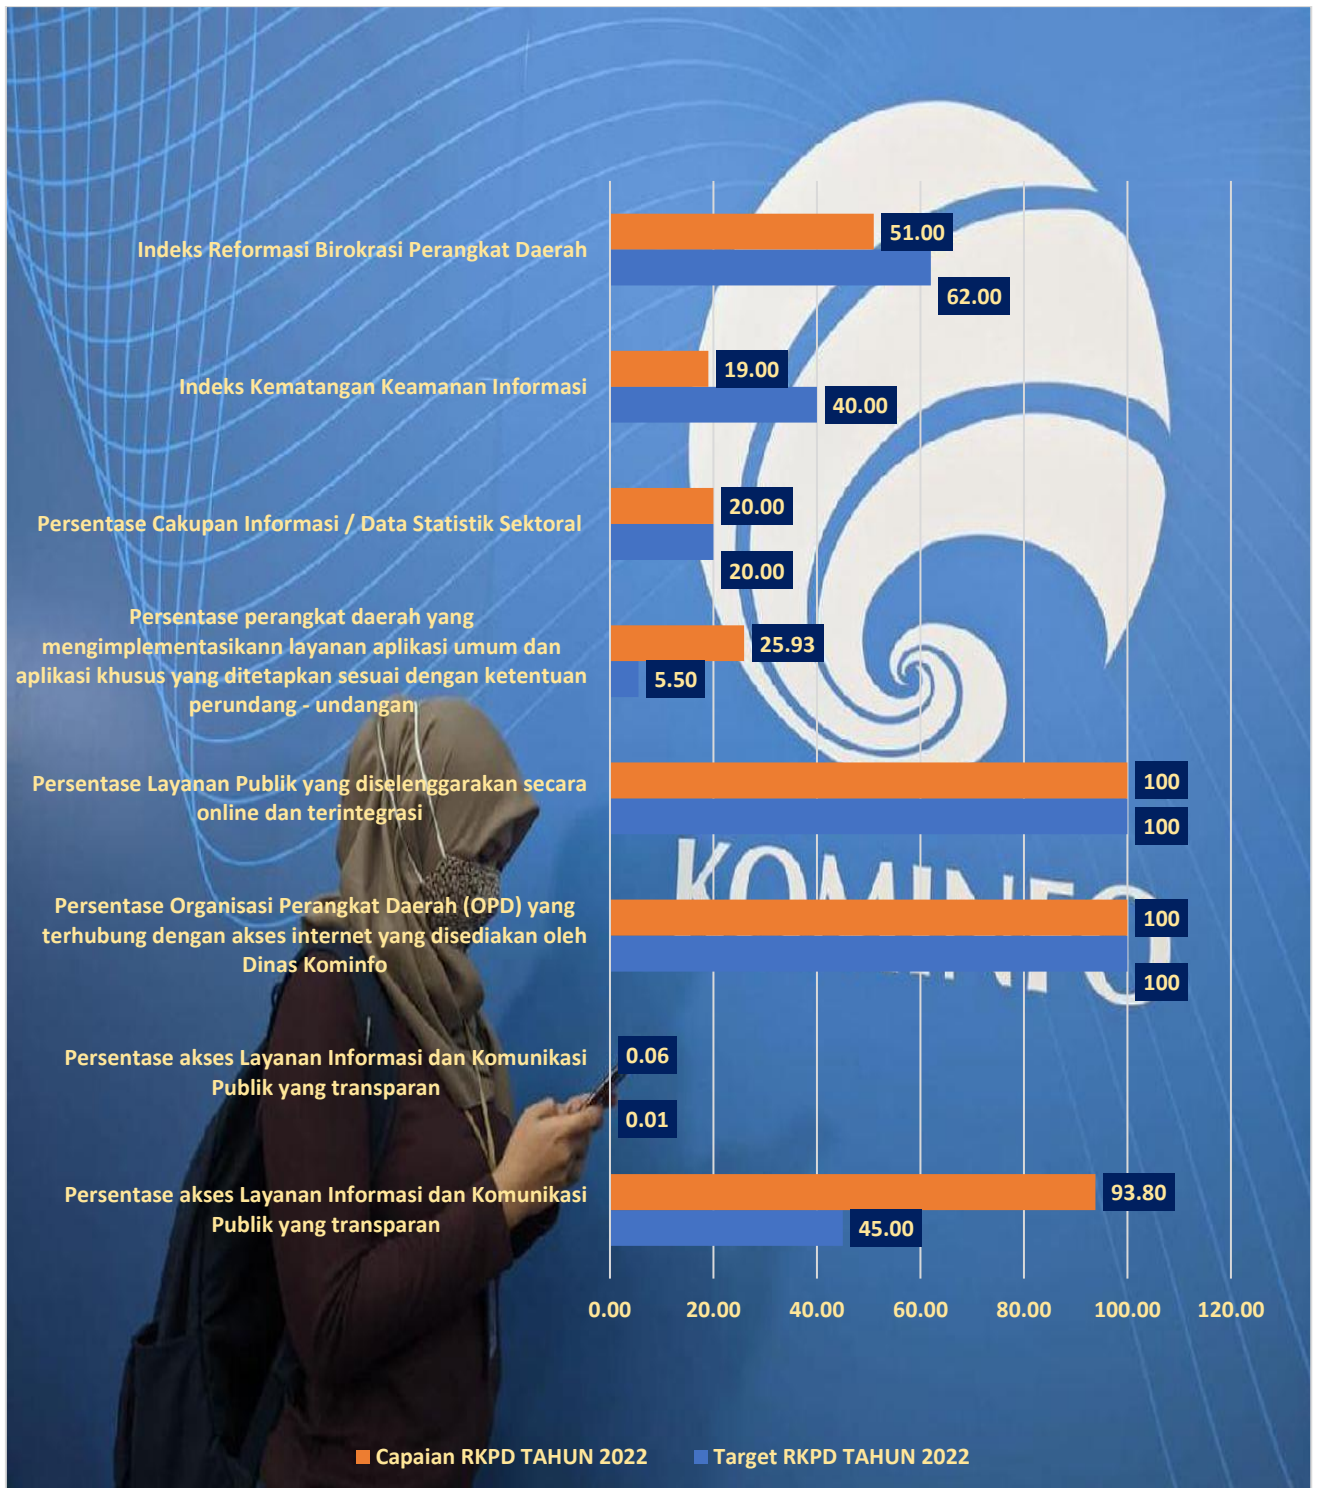 Indeks Reformasi Birokrasi Perangkat Daerah
51.00
62.00
Indeks Kematangan Keamanan Informasi
19.00
40.00
Persentase Cakupan Informasi / Data Statistik Sektoral
20.00
20.00
Persentase perangkat daerah yang
mengimplementasikann layanan aplikasi umum dan
aplikasi khusus yang ditetapkan sesuai dengan ketentuan
perundang - undangan
25.93
5.50
Persentase Layanan Publik yang diselenggarakan secara
online dan terintegrasi
100
100
KOMINFO
Persentase Organisasi Perangkat Daerah (OPD) yang
terhubung dengan akses internet yang disediakan oleh
Dinas Kominfo
100
100
Persentase akses Layanan Informasi dan Komunikasi
Publik yang transparan
0.06
0.01
Persentase akses Layanan Informasi dan Komunikasi
Publik yang transparan
93.80
45.00
0.00 20.00 40.00 60.00 80.00 100.00 120.00
Capaian RKPD TAHUN 2022 Target RKPD TAHUN 2022